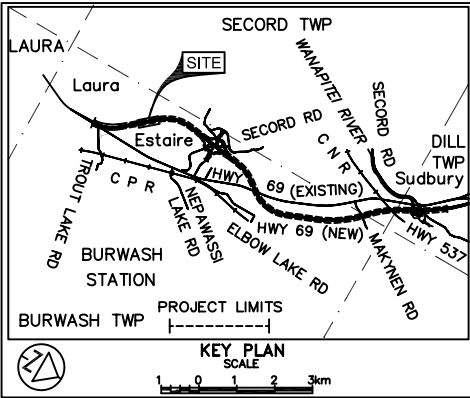 SECOND TWP
LAURA
Laura
SITE
WANAPITEI RIVER
SECORD RD
DILL
TWP
Sudbury
Estaire
SECORD RD
C N R
HWY
69 (EXISTING)
TROUT LAKE RD
C P R
NEPAWASSI
LAKE RD
ELBOW LAKE RD
HWY 69 (NEW)
MAKYNEN RD
HWY 537
BURWASH
STATION
BURWASH TWP
PROJECT LIMITS
KEY PLAN
SCALE
1 0 1 2 3km
N